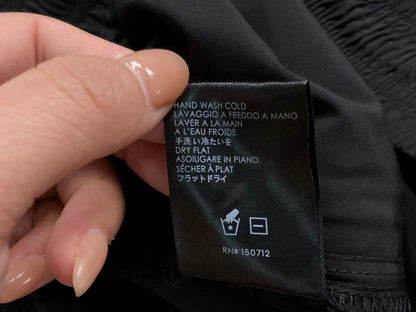 HAND WASH COLD
LAVAGGIO A FREDDO A MANO
LAVER A LA MAIN
A L'EAU FROIDE
手洗い冷たいを
DRY FLAT
ASOIUGARE IN PIANO
SÉCHER À PLAT
フラットドライ
RN# 150712